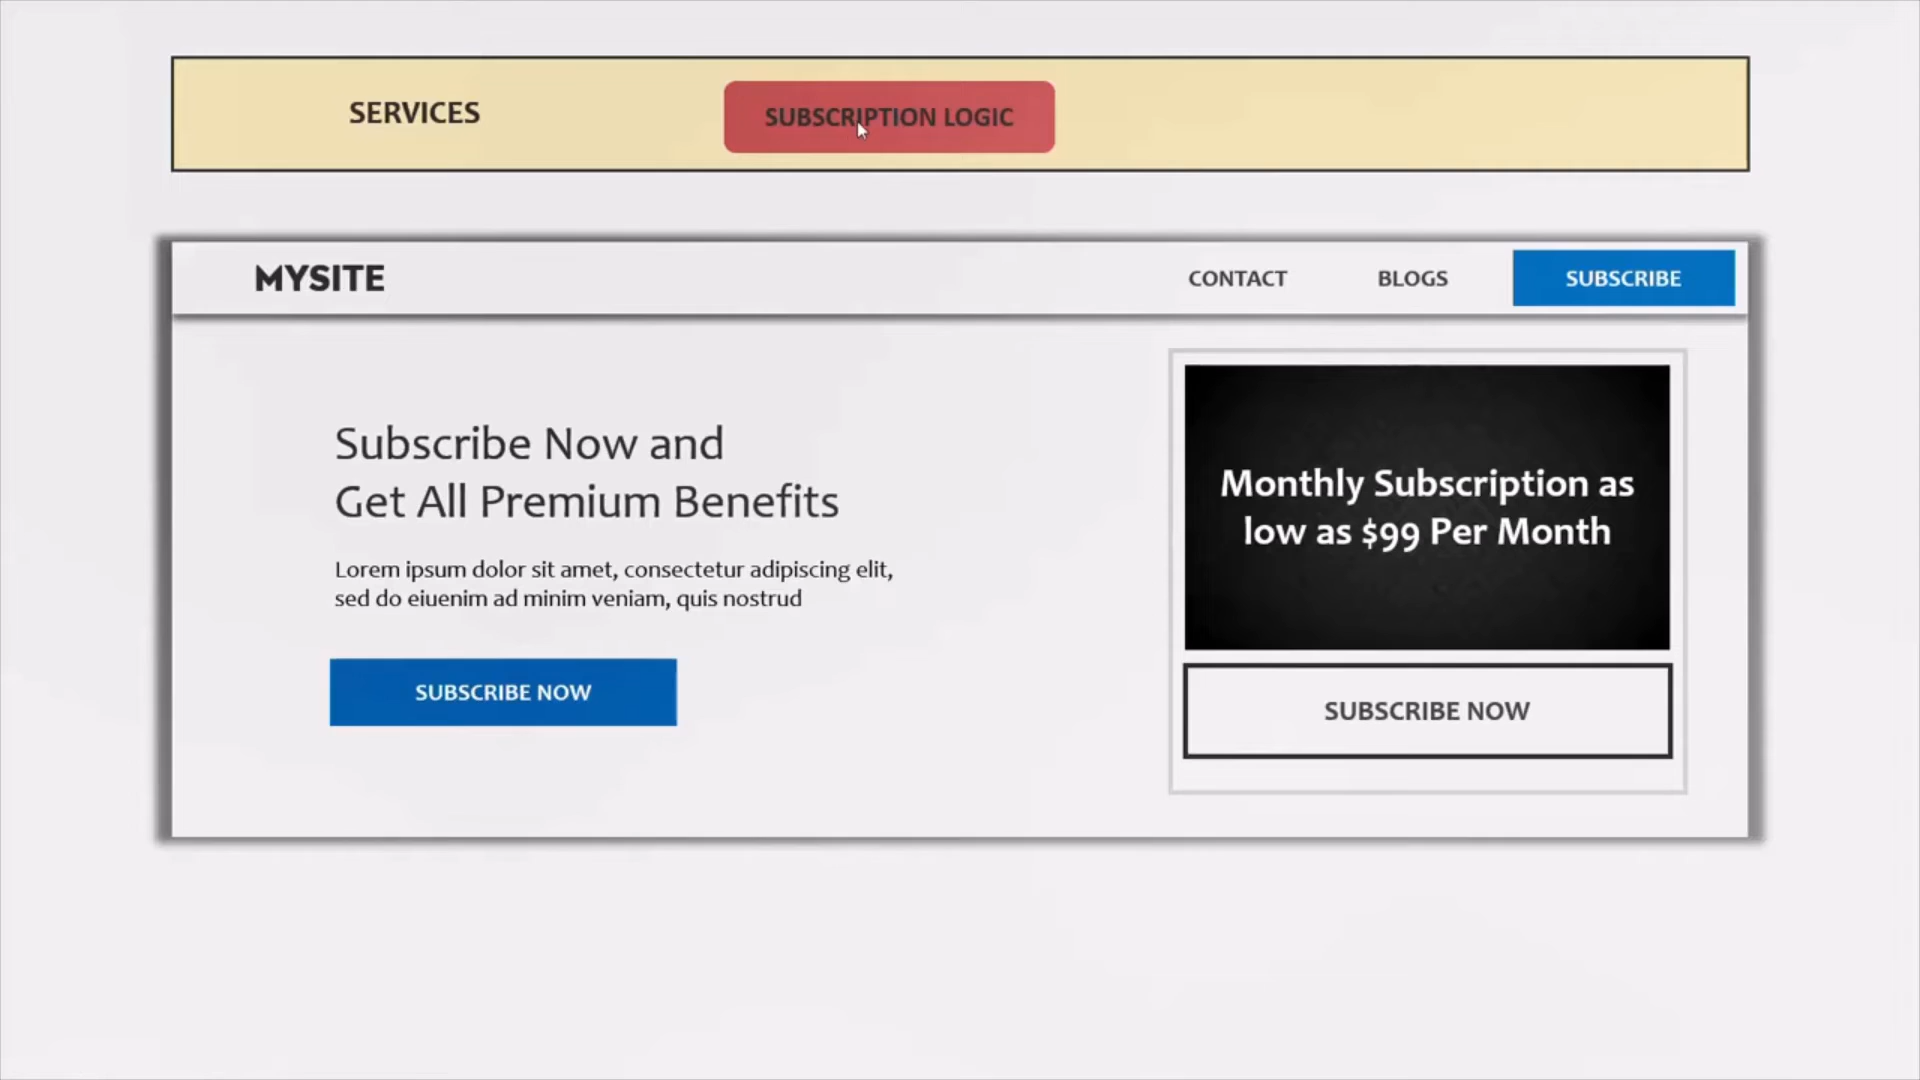 SERVICES
SUBSCRIPTION LOGIC
MYSITE
CONTACT
BLOGS
SUBSCRIBE
Subscribe Now and
Get All Premium Benefits
Lorem ipsum dolor sit amet, consectetur adipiscing elit,
sed do eiuenim ad minim veniam, quis nostrud
SUBSCRIBE NOW
Monthly Subscription as
low as $99 Per Month
SUBSCRIBE NOW